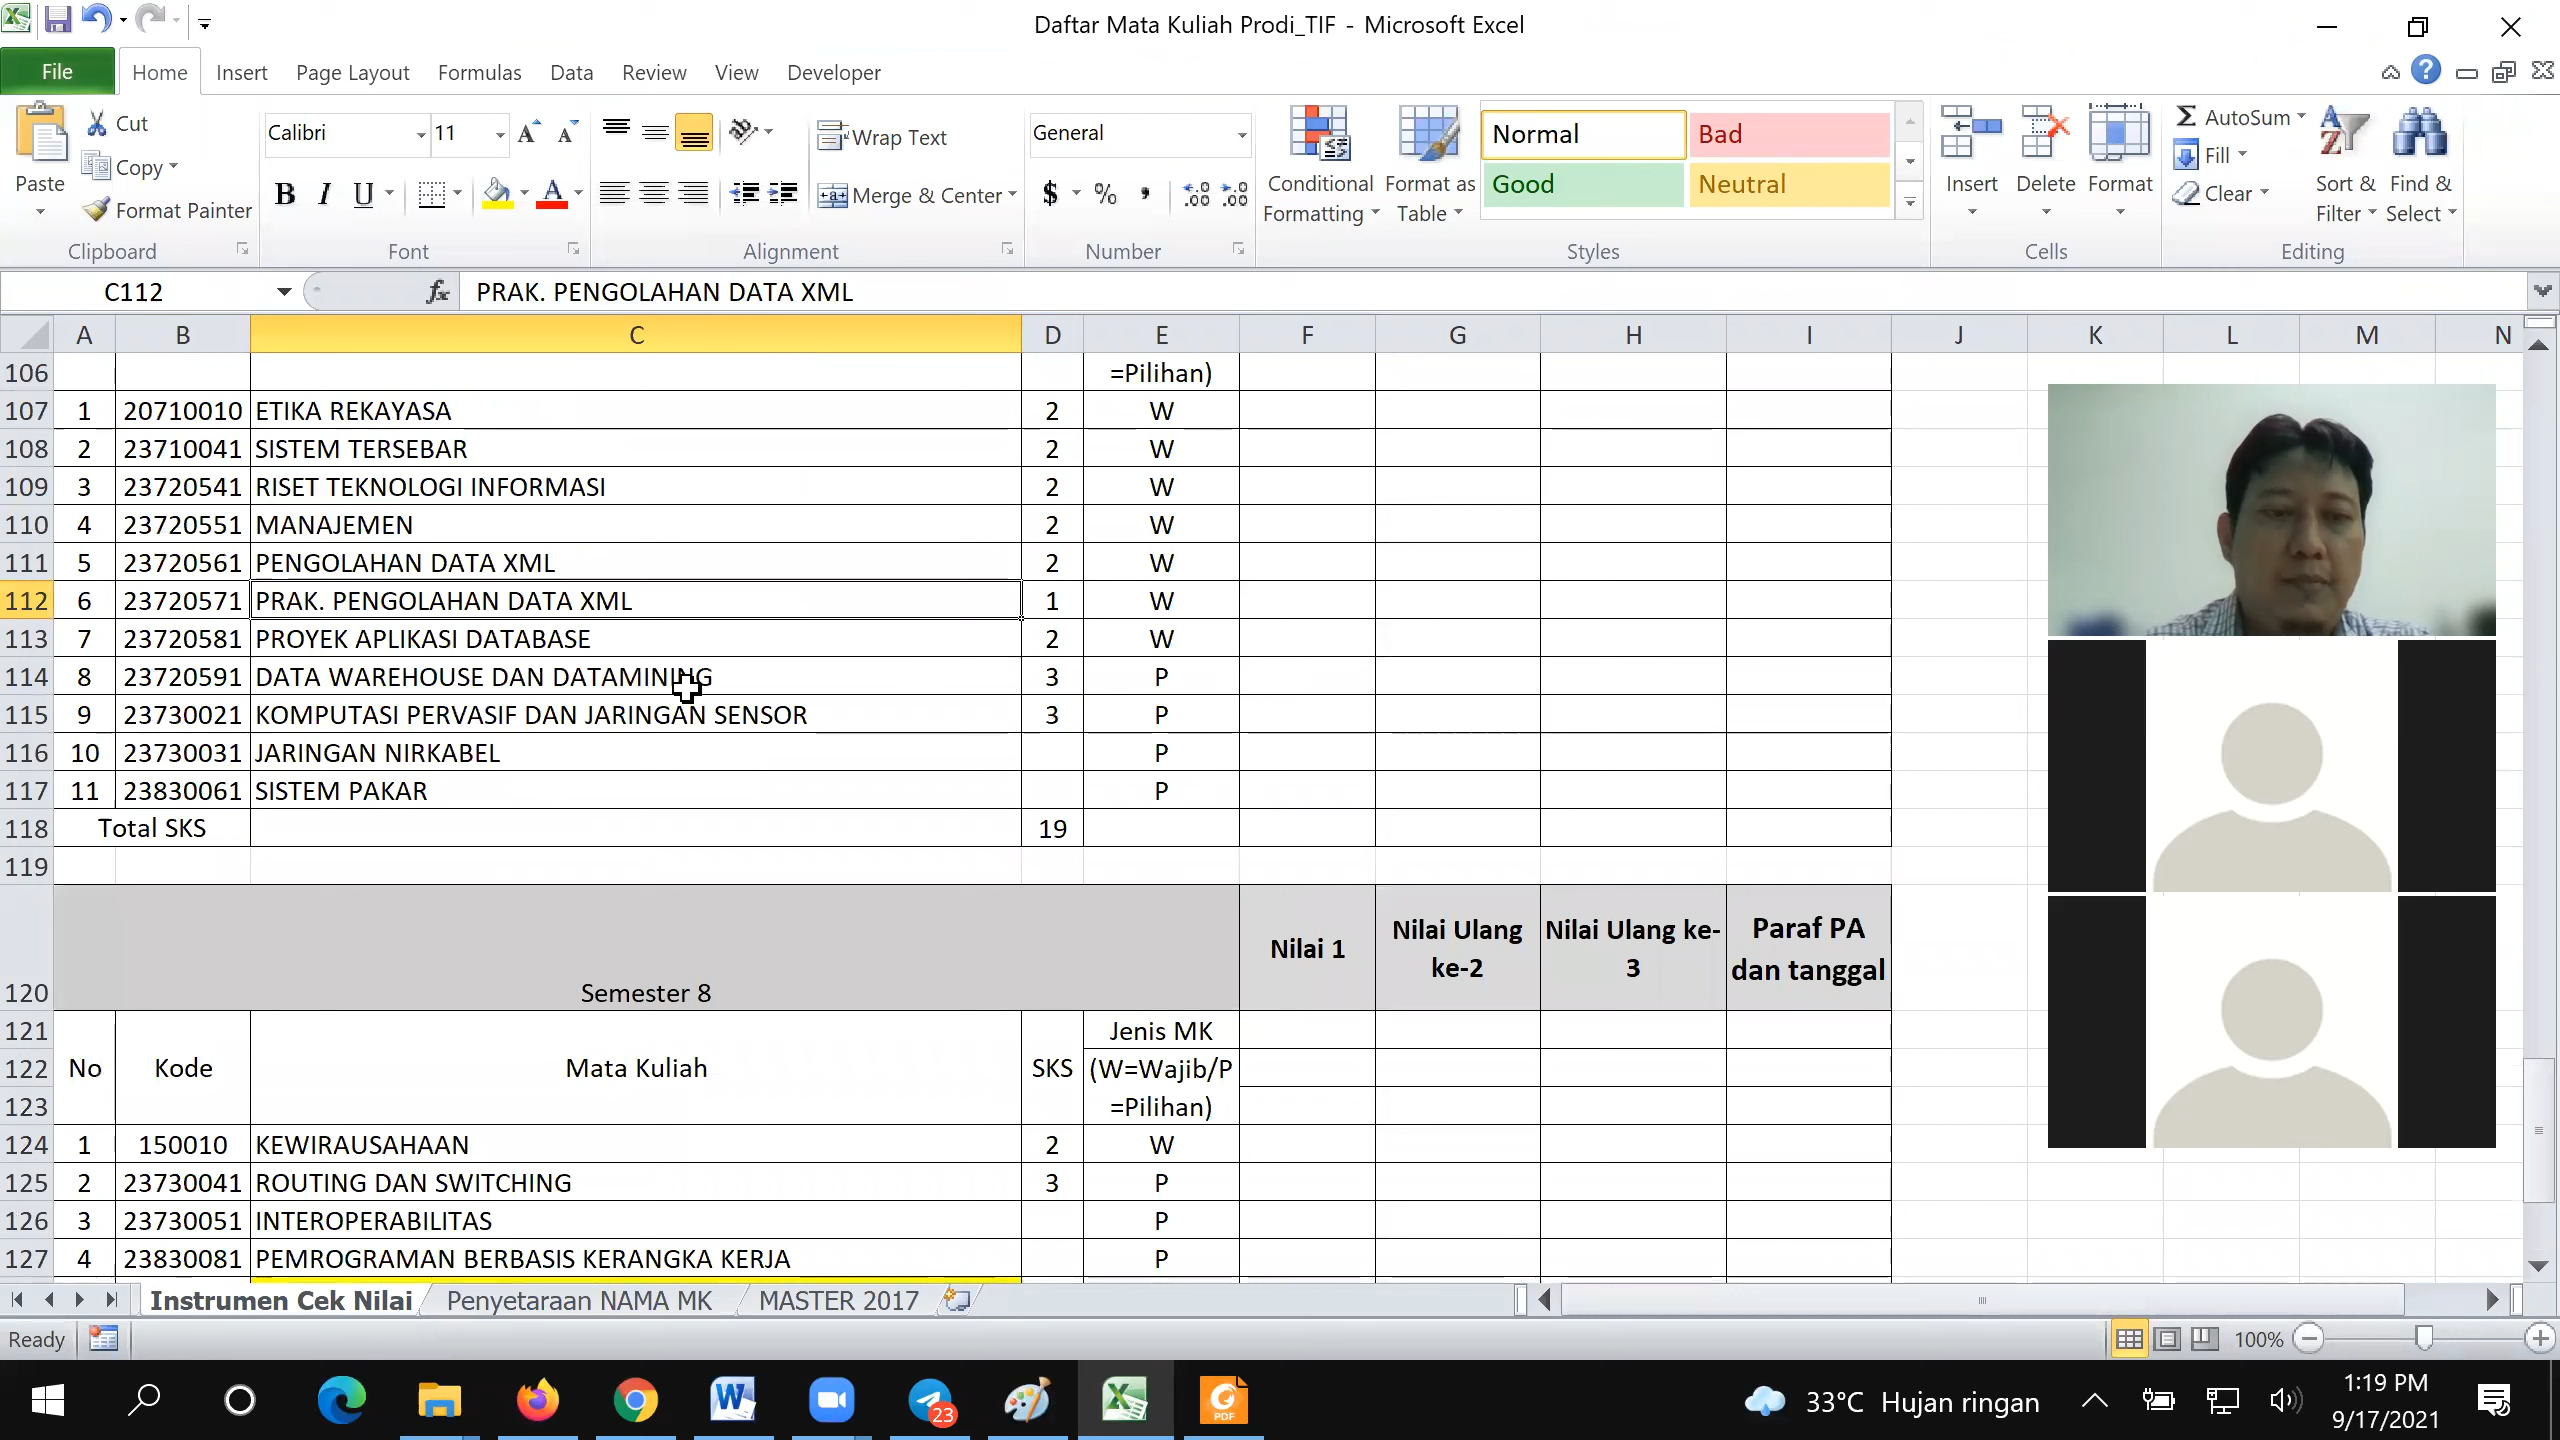 Daftar Mata Kuliah Prodi_TIF - Microsoft Excel
File Home Insert Page Layout Formulas Data Review View Developer
Paste
Cut
Copy
Format Painter
Clipboard
Calibri 11
B I U A
Font
Wrap Text
Merge & Center
Alignment
General
$ % , .0 .00 .00 .0
Number
Conditional Formatting
Format as Table
Normal Bad
Good Neutral
Styles
Insert Delete Format
Cells
Σ AutoSum
Fill
Clear
Sort & Filter
Find & Select
Editing
C112 fx PRAK. PENGOLAHAN DATA XML
A B C D E F G H I J K L M N
106 =Pilihan)
107 1 20710010 ETIKA REKAYASA 2 W
108 2 23710041 SISTEM TERSEBAR 2 W
109 3 23720541 RISET TEKNOLOGI INFORMASI 2 W
110 4 23720551 MANAJEMEN 2 W
111 5 23720561 PENGOLAHAN DATA XML 2 W
112 6 23720571 PRAK. PENGOLAHAN DATA XML 1 W
113 7 23720581 PROYEK APLIKASI DATABASE 2 W
114 8 23720591 DATA WAREHOUSE DAN DATAMINING 3 P
115 9 23730021 KOMPUTASI PERVASIF DAN JARINGAN SENSOR 3 P
116 10 23730031 JARINGAN NIRKABEL P
117 11 23830061 SISTEM PAKAR P
118 Total SKS 19
119
120 Semester 8 Nilai 1 Nilai Ulang ke-2 Nilai Ulang ke-3 Paraf PA dan tanggal
121 Jenis MK
122 No Kode Mata Kuliah SKS (W=Wajib/P
123 =Pilihan)
124 1 150010 KEWIRAUSAHAAN 2 W
125 2 23730041 ROUTING DAN SWITCHING 3 P
126 3 23730051 INTEROPERABILITAS P
127 4 23830081 PEMROGRAMAN BERBASIS KERANGKA KERJA P
Instrumen Cek Nilai Penyetaraan NAMA MK MASTER 2017
Ready 100%
23
PDF
33°C Hujan ringan
1:19 PM
9/17/2021